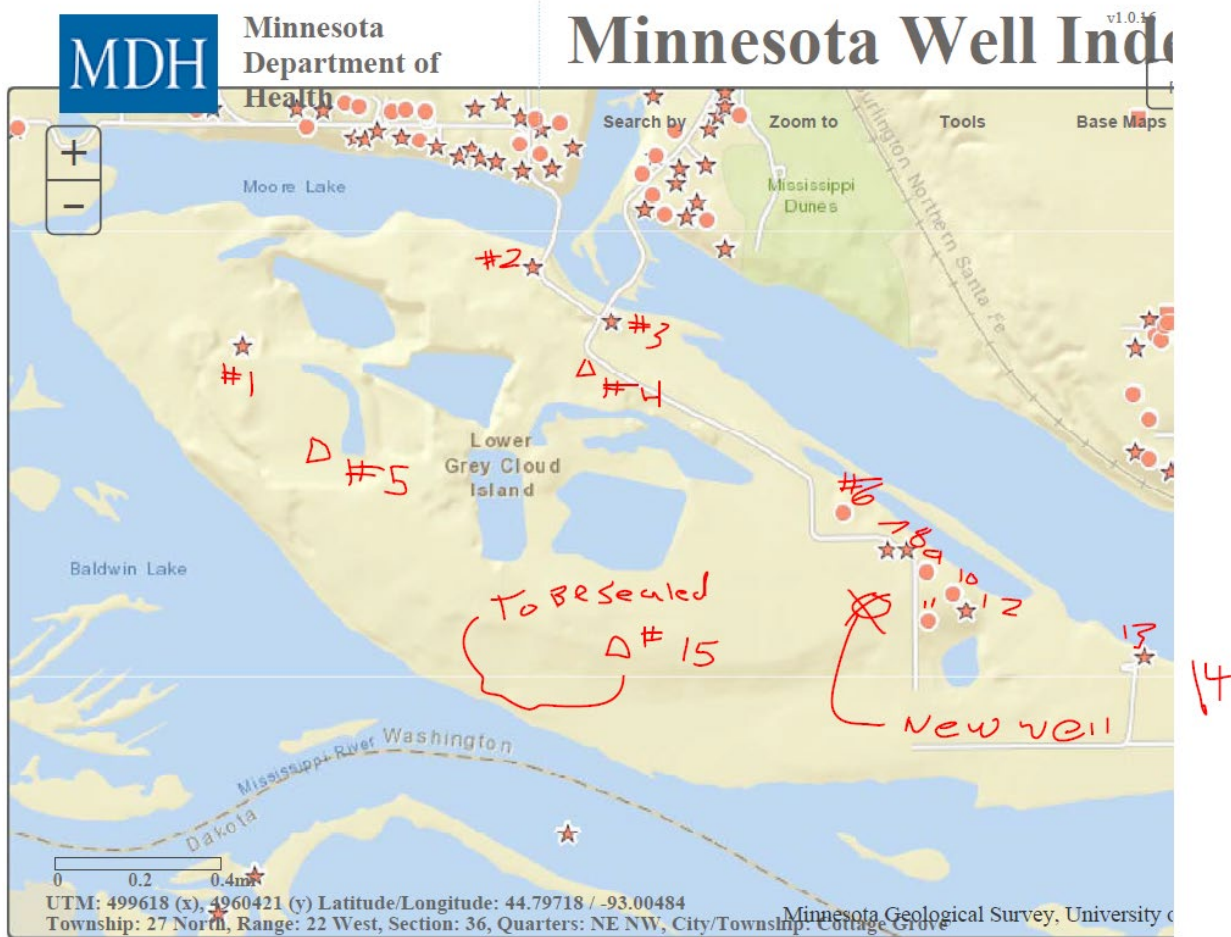 MDH
Minnesota
Department of
Health
Minnesota Well Inde
v1.0.16
+
−
Search by
Zoom to
Tools
Base Maps
Moore Lake
Mississippi
Dunes
Burlington Northern Santa Fe
#2
#3
#1
#4
Lower
Grey Cloud
Island
#5
#6
7 8
9
10
11
12
Baldwin Lake
To BE sealed
# 15
13
14
New well
Mississippi River
Washington
Dakota
0 0.2 0.4mi
UTM: 499618 (x), 4960421 (y) Latitude/Longitude: 44.79718 / -93.00484
Township: 27 North, Range: 22 West, Section: 36, Quarters: NE NW, City/Township: Cottage Grove
Minnesota Geological Survey, University o